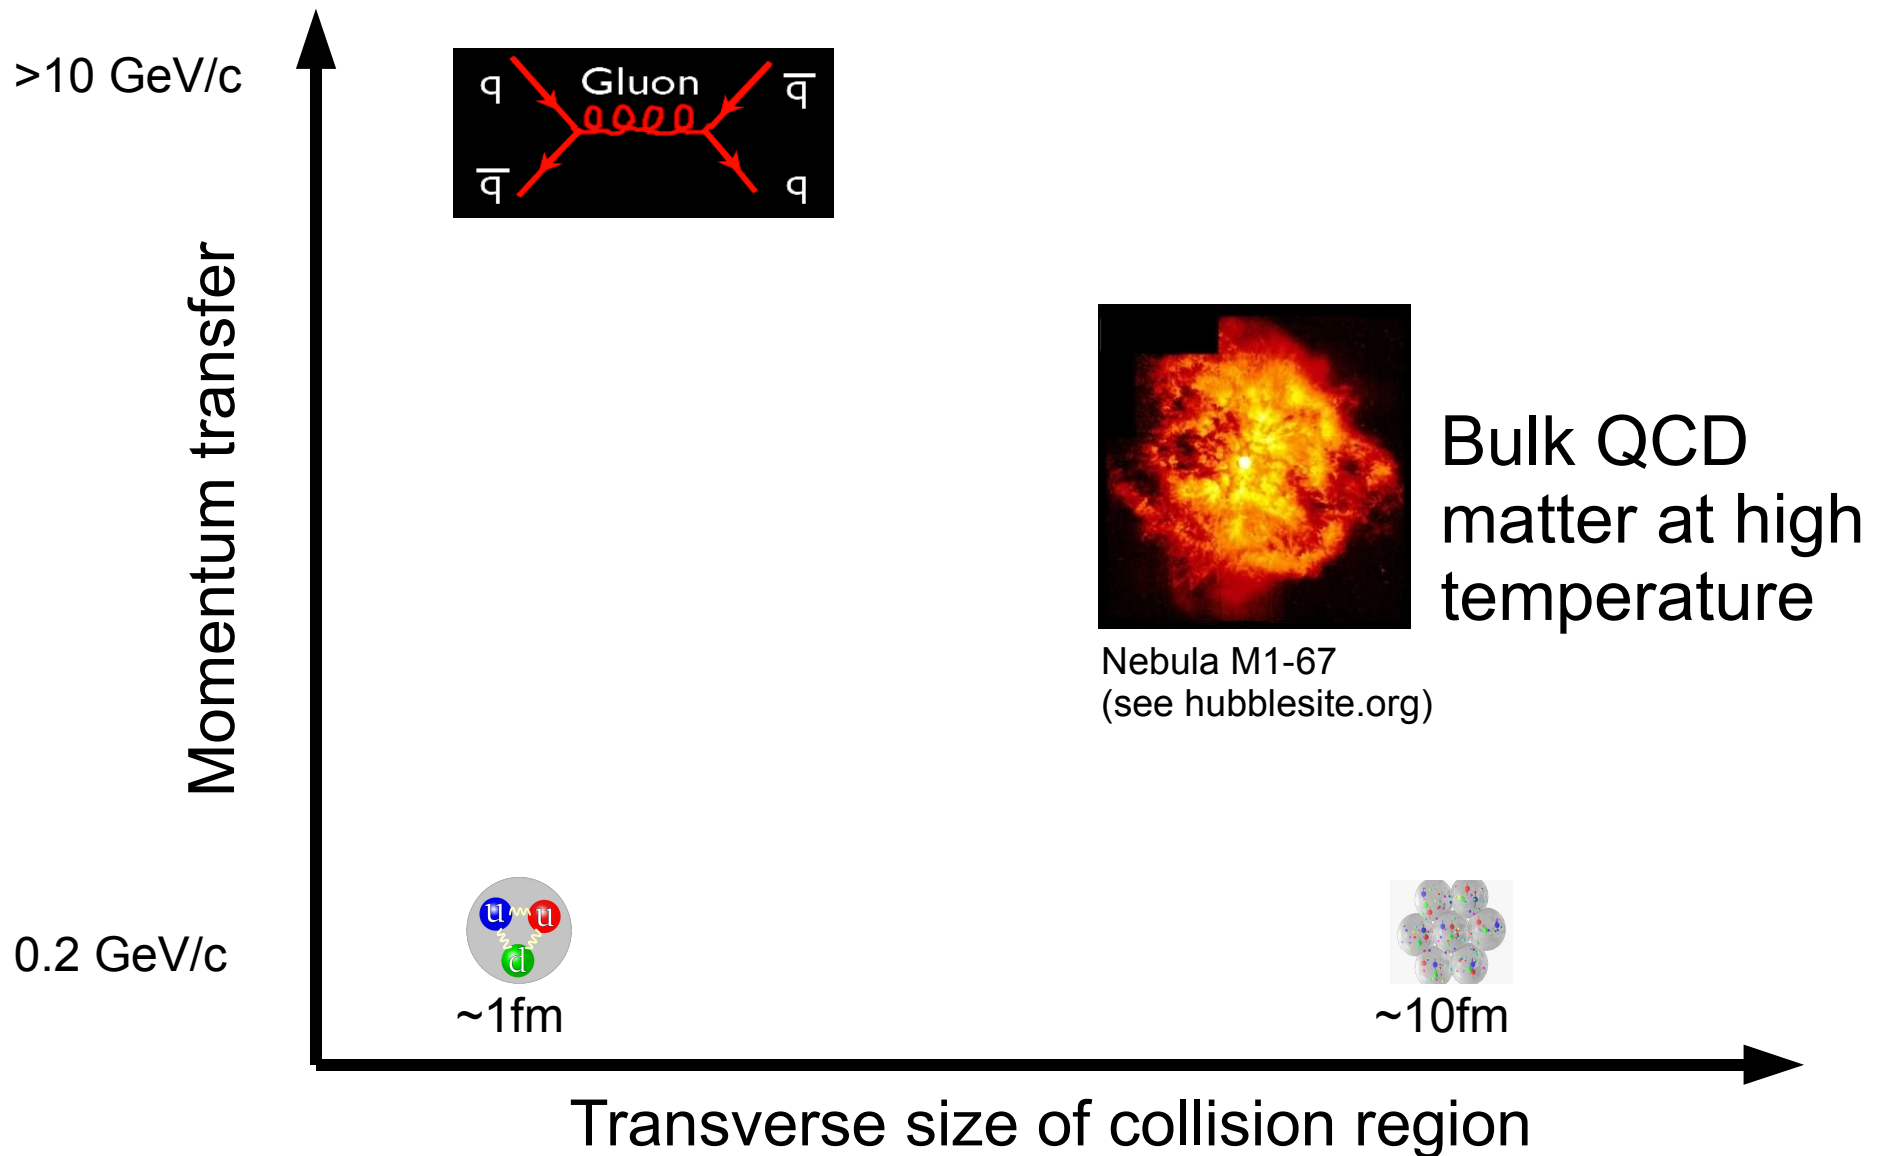 >10 GeV/c
q
Gluon
q̅
q̅
q
Momentum transfer
Bulk QCD
matter at high
temperature
Nebula M1-67
(see hubblesite.org)
u
u
d
0.2 GeV/c
~1fm
~10fm
Transverse size of collision region